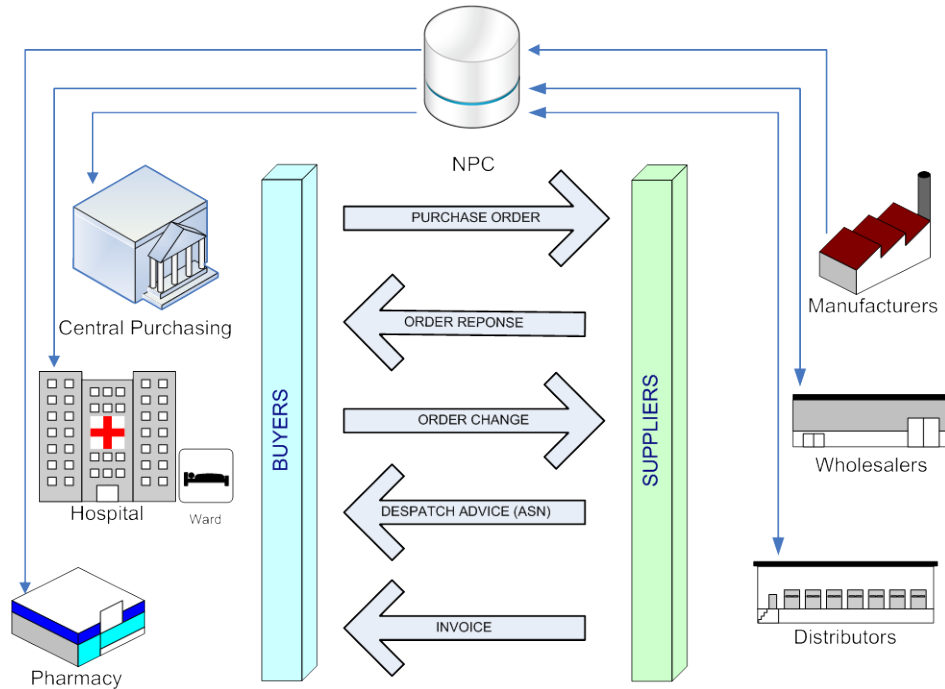 NPC
PURCHASE ORDER
Central Purchasing
Manufacturers
ORDER REPONSE
BUYERS
SUPPLIERS
ORDER CHANGE
Wholesalers
Hospital
Ward
DESPATCH ADVICE (ASN)
INVOICE
Distributors
Pharmacy